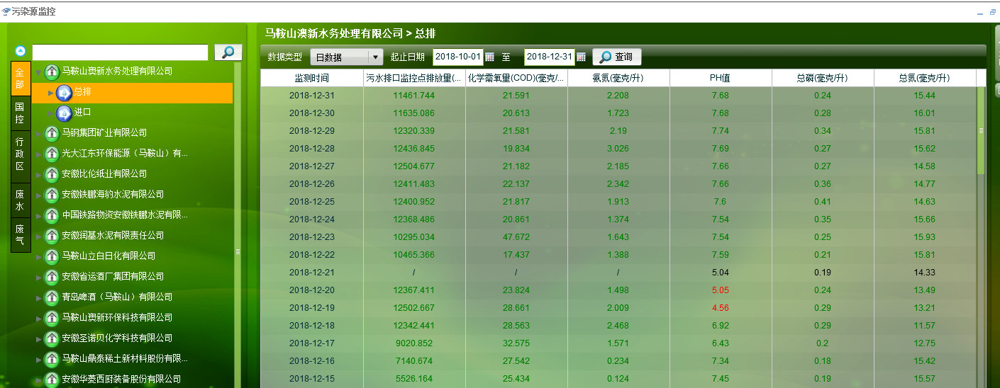 污染源监控
马鞍山澳新水务处理有限公司 > 总排
数据类型 日数据 起止日期 2018-10-01 至 2018-12-31 查询
全部
国控
行政区
废水
废气
马鞍山澳新水务处理有限公司
总排
进口
马钢集团矿业有限公司
光大江东环保能源（马鞍山）有...
安徽比伦纸业有限公司
安徽铁鹏海豹水泥有限公司
中国铁路物资安徽铁鹏水泥有限...
安徽润基水泥有限责任公司
马鞍山立白日化有限公司
安徽省运酒厂集团有限公司
青岛啤酒（马鞍山）有限公司
马鞍山澳新环保科技有限公司
安徽圣诺贝化学科技有限公司
马鞍山鼎泰稀土新材料股份有限...
安徽华菱西厨装备股份有限公司
监测时间 污水排口监控点排放量(... 化学需氧量(COD)(毫克/... 氨氮(毫克/升) PH值 总磷(毫克/升) 总氮(毫克/升)
2018-12-31 11461.744 21.591 2.208 7.68 0.24 15.44
2018-12-30 11635.086 20.613 1.723 7.68 0.28 16.01
2018-12-29 12320.339 21.581 2.19 7.74 0.34 15.81
2018-12-28 12436.845 19.834 3.026 7.69 0.27 15.62
2018-12-27 12504.677 21.182 2.185 7.66 0.27 14.58
2018-12-26 12411.483 22.137 2.342 7.66 0.36 14.77
2018-12-25 12400.952 21.817 1.913 7.6 0.41 14.63
2018-12-24 12368.486 20.861 1.374 7.54 0.35 15.66
2018-12-23 10295.034 47.672 1.643 7.54 0.25 15.93
2018-12-22 10465.366 17.437 1.388 7.59 0.21 15.81
2018-12-21 / / / 5.04 0.19 14.33
2018-12-20 12367.411 23.824 1.498 5.05 0.24 13.49
2018-12-19 12502.667 28.661 2.009 4.56 0.29 13.21
2018-12-18 12342.441 28.563 2.468 6.92 0.29 11.57
2018-12-17 9020.852 32.575 1.571 6.43 0.2 12.75
2018-12-16 7140.674 27.542 0.234 7.34 0.18 15.42
2018-12-15 5526.164 25.434 0.124 7.45 0.19 15.57